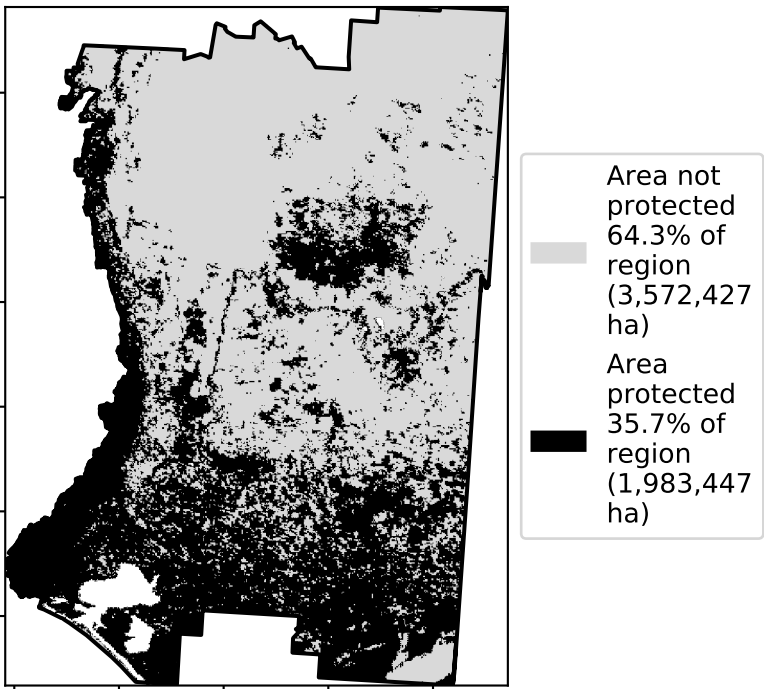 Area not
protected
64.3% of
region
(3,572,427
ha)
Area
protected
35.7% of
region
(1,983,447
ha)